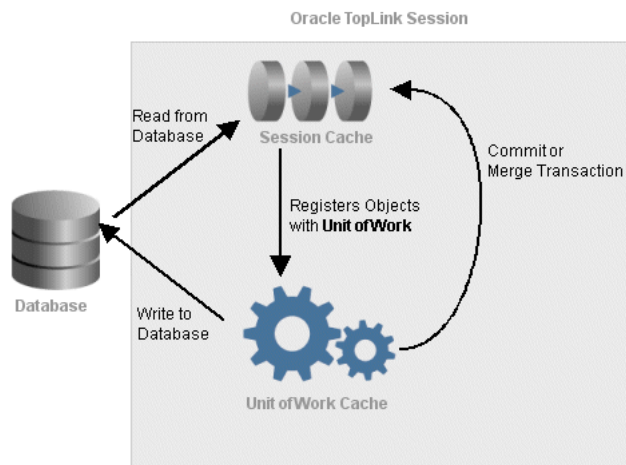 Oracle TopLink Session
Read from
Database
Session Cache
Commit or
Merge Transaction
Registers Objects
with Unit of Work
Database
Write to
Database
Unit of Work Cache